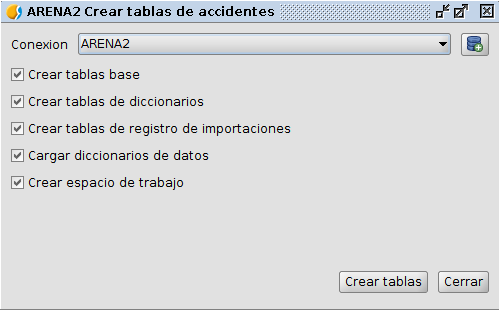 ARENA2 Crear tablas de accidentes
Conexion ARENA2
Crear tablas base
Crear tablas de diccionarios
Crear tablas de registro de importaciones
Cargar diccionarios de datos
Crear espacio de trabajo
Crear tablas Cerrar